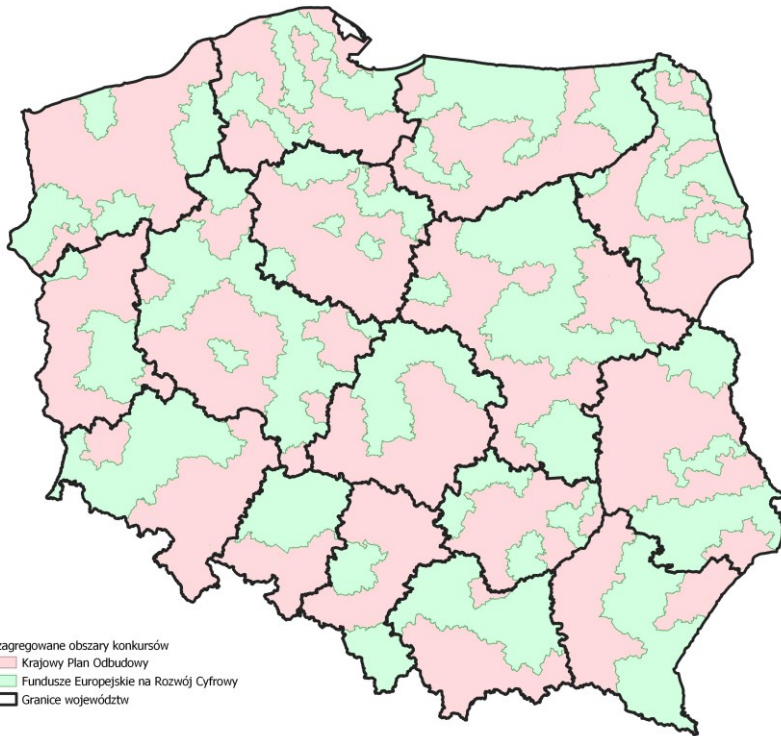 zagregowane obszary konkursów
Krajowy Plan Odbudowy
Fundusze Europejskie na Rozwój Cyfrowy
Granice województw